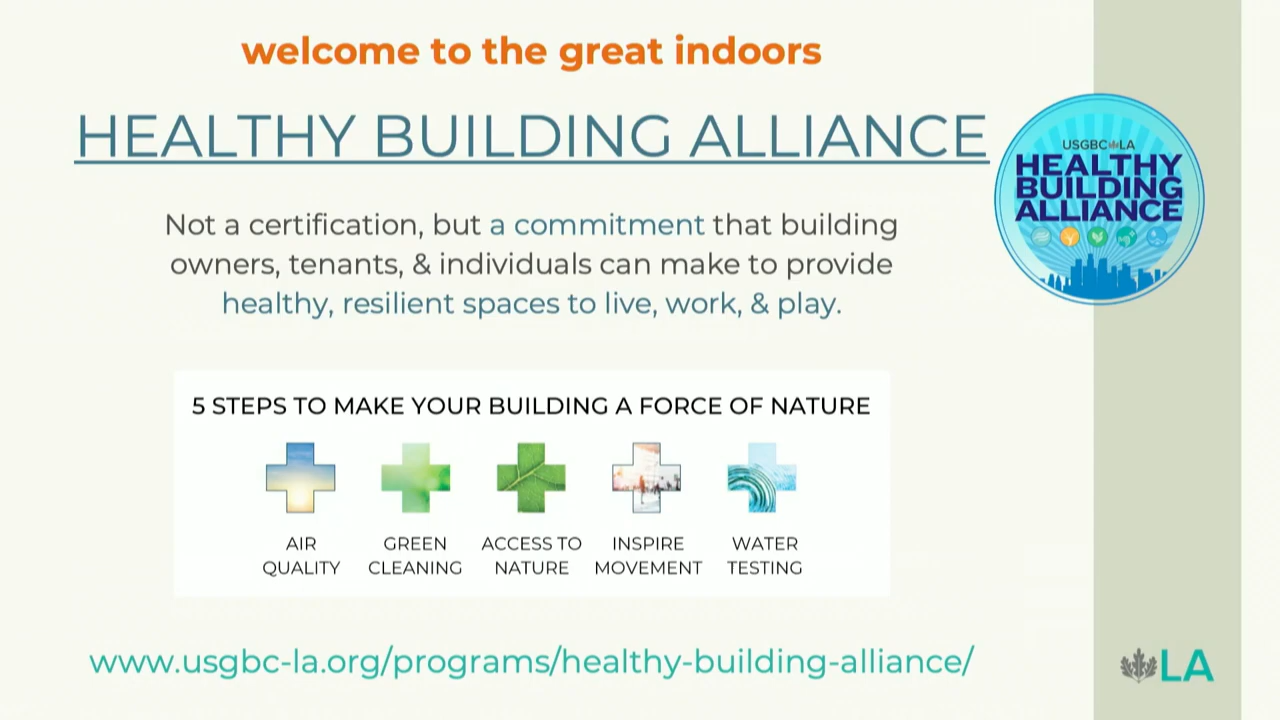 welcome to the great indoors
HEALTHY BUILDING ALLIANCE
USGBC LA
HEALTHY
BUILDING
ALLIANCE
Not a certification, but a commitment that building
owners, tenants, & individuals can make to provide
healthy, resilient spaces to live, work, & play.
5 STEPS TO MAKE YOUR BUILDING A FORCE OF NATURE
AIR
QUALITY
GREEN
CLEANING
ACCESS TO
NATURE
INSPIRE
MOVEMENT
WATER
TESTING
www.usgbc-la.org/programs/healthy-building-alliance/
LA